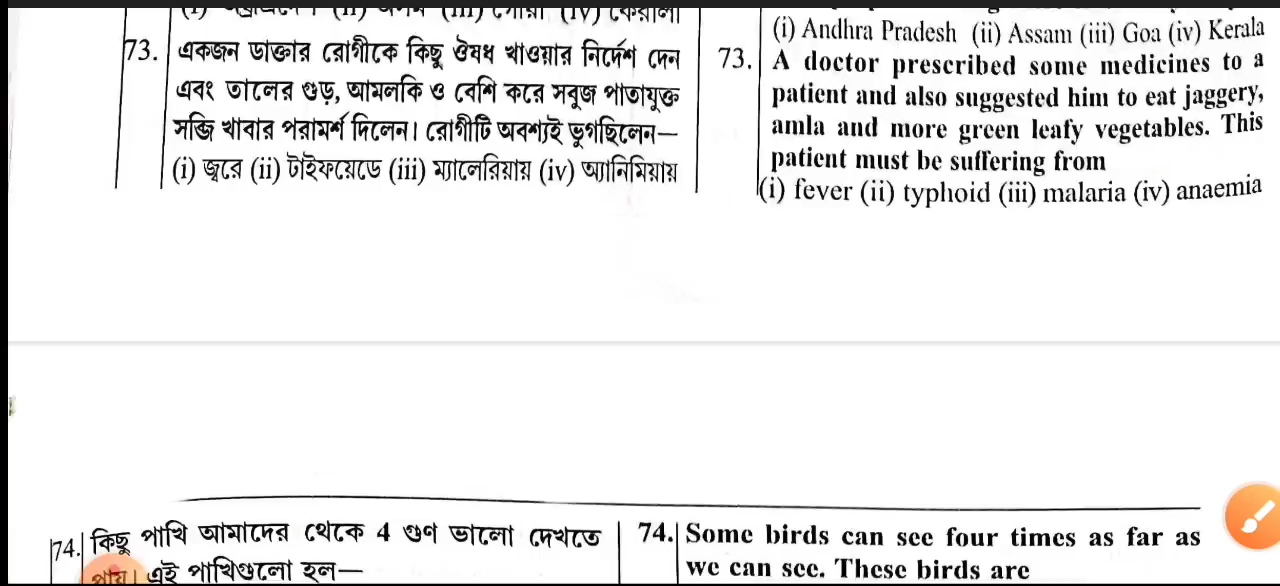 (iii) গোয়া (iv) কেরালা
73. একজন ডাক্তার রোগীকে কিছু ঔষধ খাওয়ার নির্দেশ দেন
এবং তালের গুড়, আমলকি ও বেশি করে সবুজ পাতাযুক্ত
সব্জি খাবার পরামর্শ দিলেন। রোগীটি অবশ্যই ভুগছিলেন—
(i) জ্বরে (ii) টাইফয়েডে (iii) ম্যালেরিয়ায় (iv) অ্যানিমিয়ায়
(i) Andhra Pradesh (ii) Assam (iii) Goa (iv) Kerala
73. A doctor prescribed some medicines to a
patient and also suggested him to eat jaggery,
amla and more green leafy vegetables. This
patient must be suffering from
(i) fever (ii) typhoid (iii) malaria (iv) anaemia
74. কিছু পাখি আমাদের থেকে 4 গুণ ভালো দেখতে
পায়। এই পাখিগুলো হল—
74. Some birds can see four times as far as
we can see. These birds are